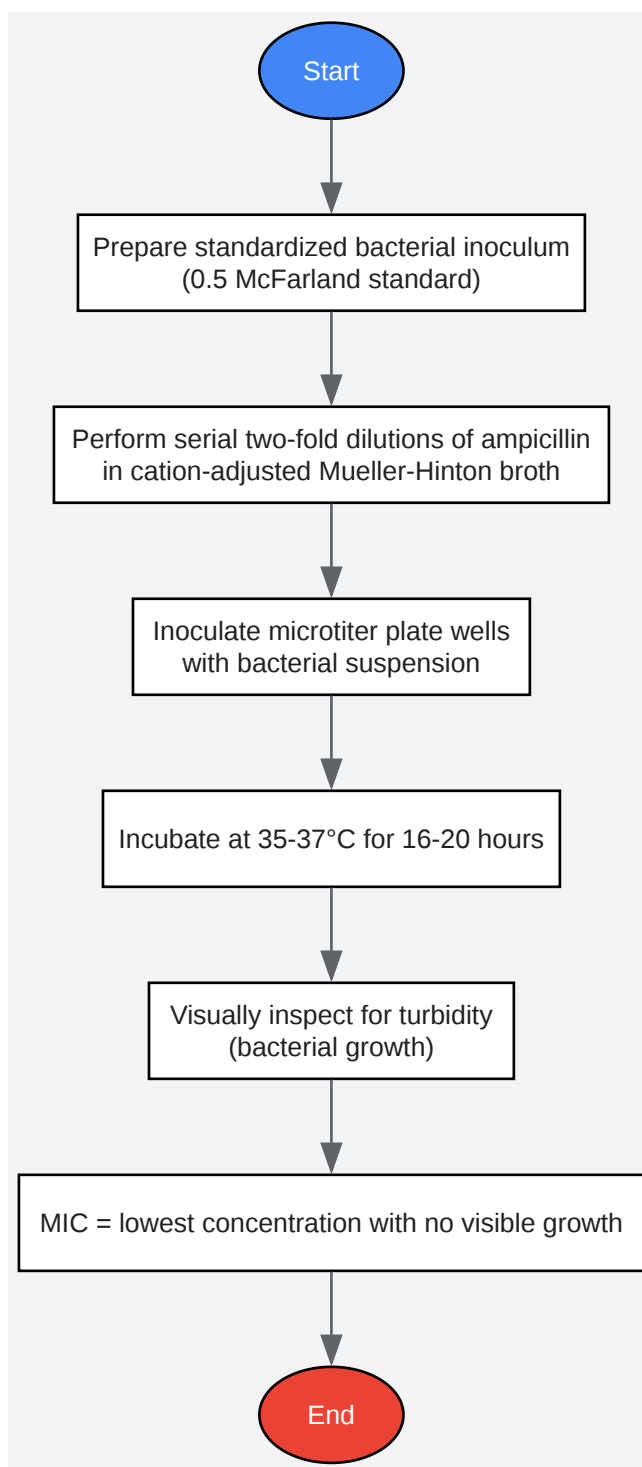 Start
Prepare standardized bacterial inoculum
(0.5 McFarland standard)
Perform serial two-fold dilutions of ampicillin
in cation-adjusted Mueller-Hinton broth
Inoculate microtiter plate wells
with bacterial suspension
Incubate at 35-37°C for 16-20 hours
Visually inspect for turbidity
(bacterial growth)
MIC = lowest concentration with no visible growth
End